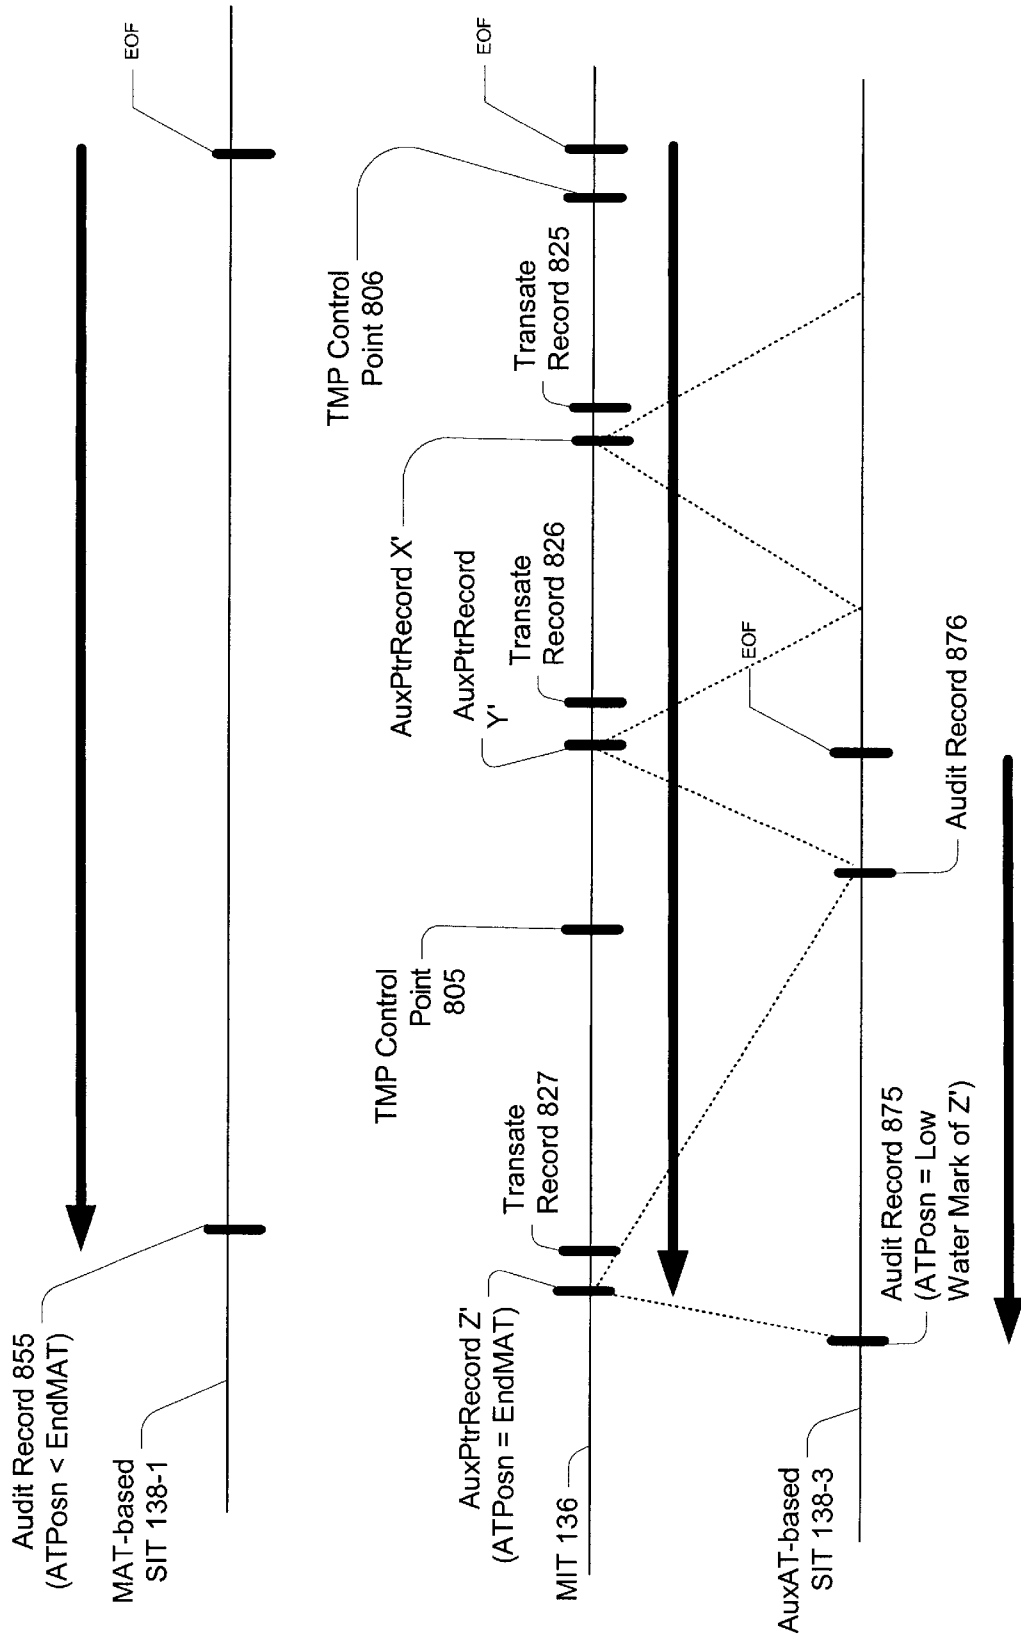 Audit Record 855
(ATPosn < EndMAT)
MAT-based
SIT 138-1
EOF
TMP Control
Point 806
EOF
Transate
Record 825
AuxPtrRecord X'
AuxPtrRecord
Y'
Transate
Record 826
TMP Control
Point
805
Transate
Record 827
AuxPtrRecord Z'
(ATPosn = EndMAT)
MIT 136
EOF
Audit Record 876
Audit Record 875
(ATPosn = Low
Water Mark of Z')
AuxAT-based
SIT 138-3